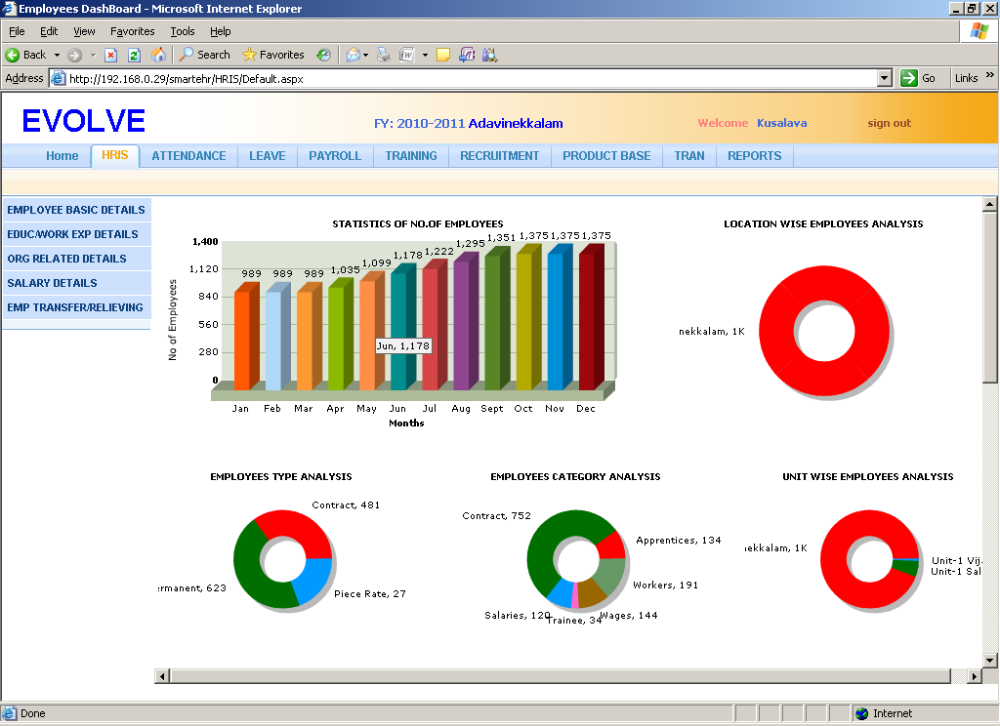 Employees DashBoard - Microsoft Internet Explorer
File Edit View Favorites Tools Help
Back Search Favorites
Address http://192.168.0.29/smartehr/HRIS/Default.aspx Go Links »
EVOLVE
FY: 2010-2011 Adavinekkalam
Welcome Kusalava sign out
Home HRIS ATTENDANCE LEAVE PAYROLL TRAINING RECRUITMENT PRODUCT BASE TRAN REPORTS
EMPLOYEE BASIC DETAILS
EDUC/WORK EXP DETAILS
ORG RELATED DETAILS
SALARY DETAILS
EMP TRANSFER/RELIEVING
STATISTICS OF NO.OF EMPLOYEES
No of Employees
1,400
1,120
840
560
280
0
989 989 989 1,035 1,099 1,178 1,222 1,295 1,351 1,375 1,375 1,375
Jun, 1,178
Jan Feb Mar Apr May Jun Jul Aug Sept Oct Nov Dec
Months
LOCATION WISE EMPLOYEES ANALYSIS
nekkalam, 1K
EMPLOYEES TYPE ANALYSIS
Contract, 481
ermanent, 623
Piece Rate, 27
EMPLOYEES CATEGORY ANALYSIS
Contract, 752
Apprentices, 134
Workers, 191
Salaries, 120
Trainee, 34
Wages, 144
UNIT WISE EMPLOYEES ANALYSIS
ekkalam, 1K
Unit-1 Vij
Unit-1 Sal
Done
Internet